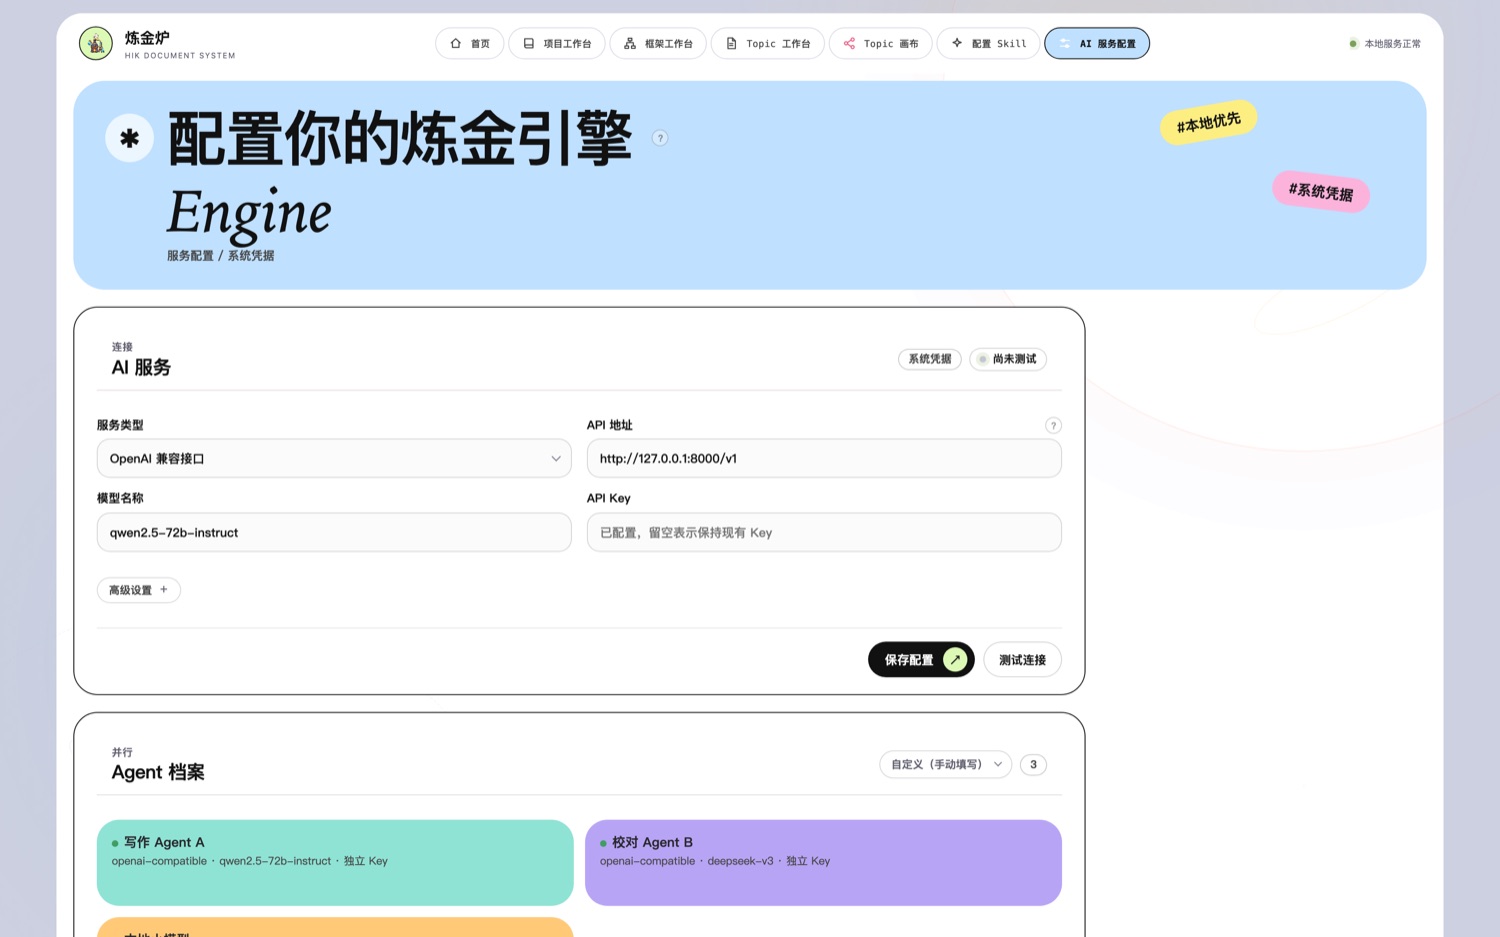 炼金炉
HIK DOCUMENT SYSTEM
首页
项目工作台
框架工作台
Topic 工作台
Topic 画布
配置 Skill
AI 服务配置
本地服务正常
配置你的炼金引擎
?
Engine
服务配置 / 系统凭据
#本地优先
#系统凭据
连接
AI 服务
系统凭据
尚未测试
服务类型
OpenAI 兼容接口
API 地址
?
http://127.0.0.1:8000/v1
模型名称
qwen2.5-72b-instruct
API Key
已配置，留空表示保持现有 Key
高级设置 +
保存配置
测试连接
并行
Agent 档案
自定义（手动填写）
3
写作 Agent A
openai-compatible · qwen2.5-72b-instruct · 独立 Key
校对 Agent B
openai-compatible · deepseek-v3 · 独立 Key